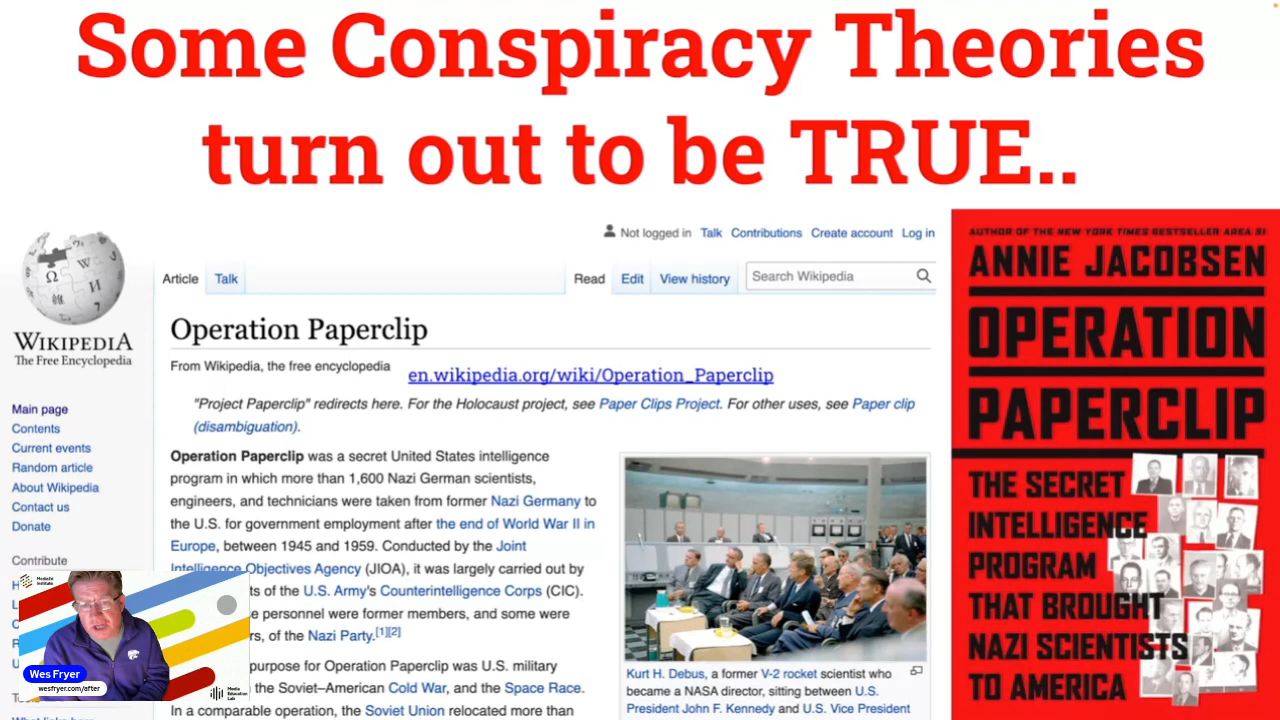 Some Conspiracy Theories
turn out to be TRUE..
Not logged in Talk Contributions Create account Log in
Article Talk Read Edit View history Search Wikipedia
WIKIPEDIA
The Free Encyclopedia
Main page
Contents
Current events
Random article
About Wikipedia
Contact us
Donate
Contribute
Operation Paperclip
From Wikipedia, the free encyclopedia
en.wikipedia.org/wiki/Operation_Paperclip
"Project Paperclip" redirects here. For the Holocaust project, see Paper Clips Project. For other uses, see Paper clip
(disambiguation).
Operation Paperclip was a secret United States intelligence
program in which more than 1,600 Nazi German scientists,
engineers, and technicians were taken from former Nazi Germany to
the U.S. for government employment after the end of World War II in
Europe, between 1945 and 1959. Conducted by the Joint
Intelligence Objectives Agency (JIOA), it was largely carried out by
of the U.S. Army's Counterintelligence Corps (CIC).
personnel were former members, and some were
of the Nazi Party.[1][2]
purpose for Operation Paperclip was U.S. military
the Soviet–American Cold War, and the Space Race.
In a comparable operation, the Soviet Union relocated more than
Kurt H. Debus, a former V-2 rocket scientist who
became a NASA director, sitting between U.S.
President John F. Kennedy and U.S. Vice President
AUTHOR OF THE NEW YORK TIMES BESTSELLER AREA 51
ANNIE JACOBSEN
OPERATION
PAPERCLIP
THE SECRET
INTELLIGENCE
PROGRAM
THAT BROUGHT
NAZI SCIENTISTS
TO AMERICA
MediaEd
Institute
Wes Fryer
wesfryer.com/after
Media
Education
Lab